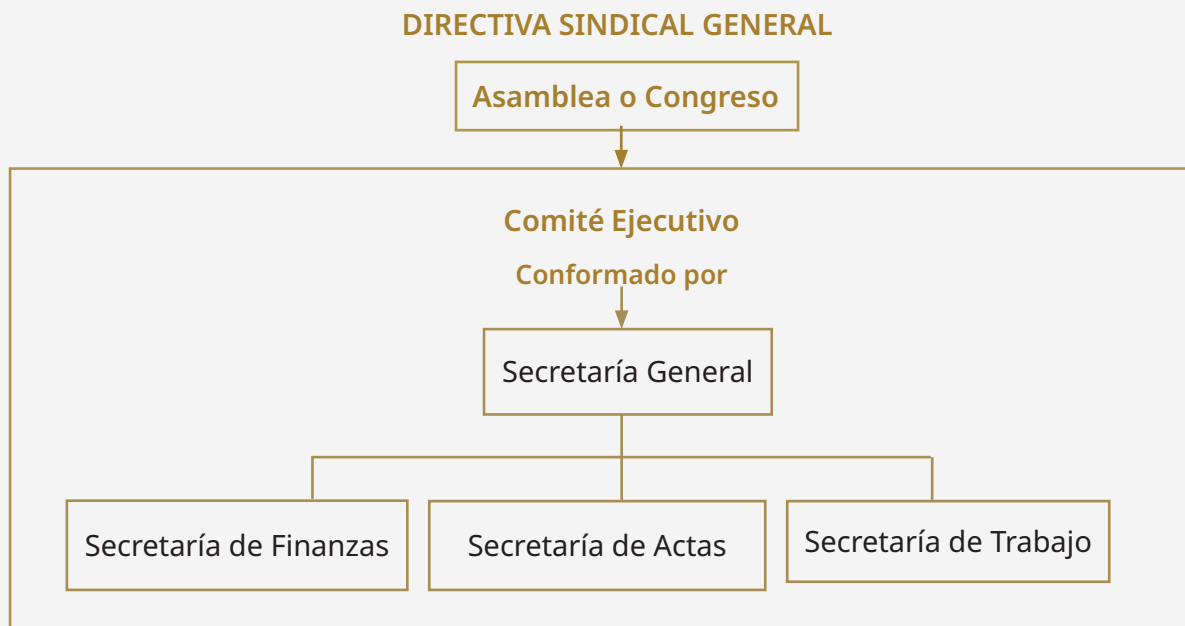 DIRECTIVA SINDICAL GENERAL
Asamblea o Congreso
Comité Ejecutivo
Conformado por
Secretaría General
Secretaría de Finanzas
Secretaría de Actas
Secretaría de Trabajo